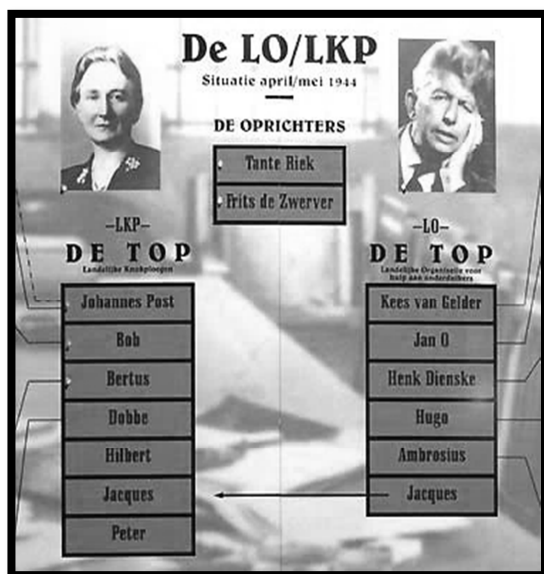 De LO/LKP
Situatie april/mei 1944
DE OPRICHTERS
Tante Riek
Frits de Zwerver
–LKP–
DE TOP
Landelijke Knokploegen
Johannes Post
Bob
Bertus
Dobbe
Hilbert
Jacques
Peter
–LO–
DE TOP
Landelijke Organisatie voor
hulp aan onderduikers
Kees van Gelder
Jan O
Henk Dienske
Hugo
Ambrosius
Jacques